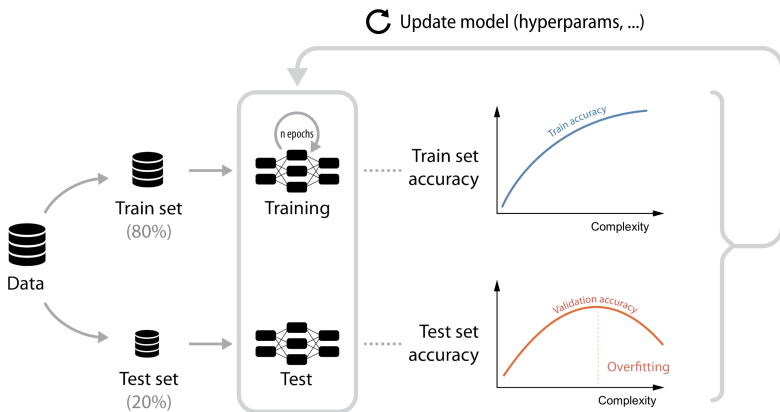 Update model (hyperparams, ...)
n epochs
Train accuracy
Train set
(80%)
Training
Train set
accuracy
Complexity
Data
Validation accuracy
Overfitting
Test set
(20%)
Test
Test set
accuracy
Complexity